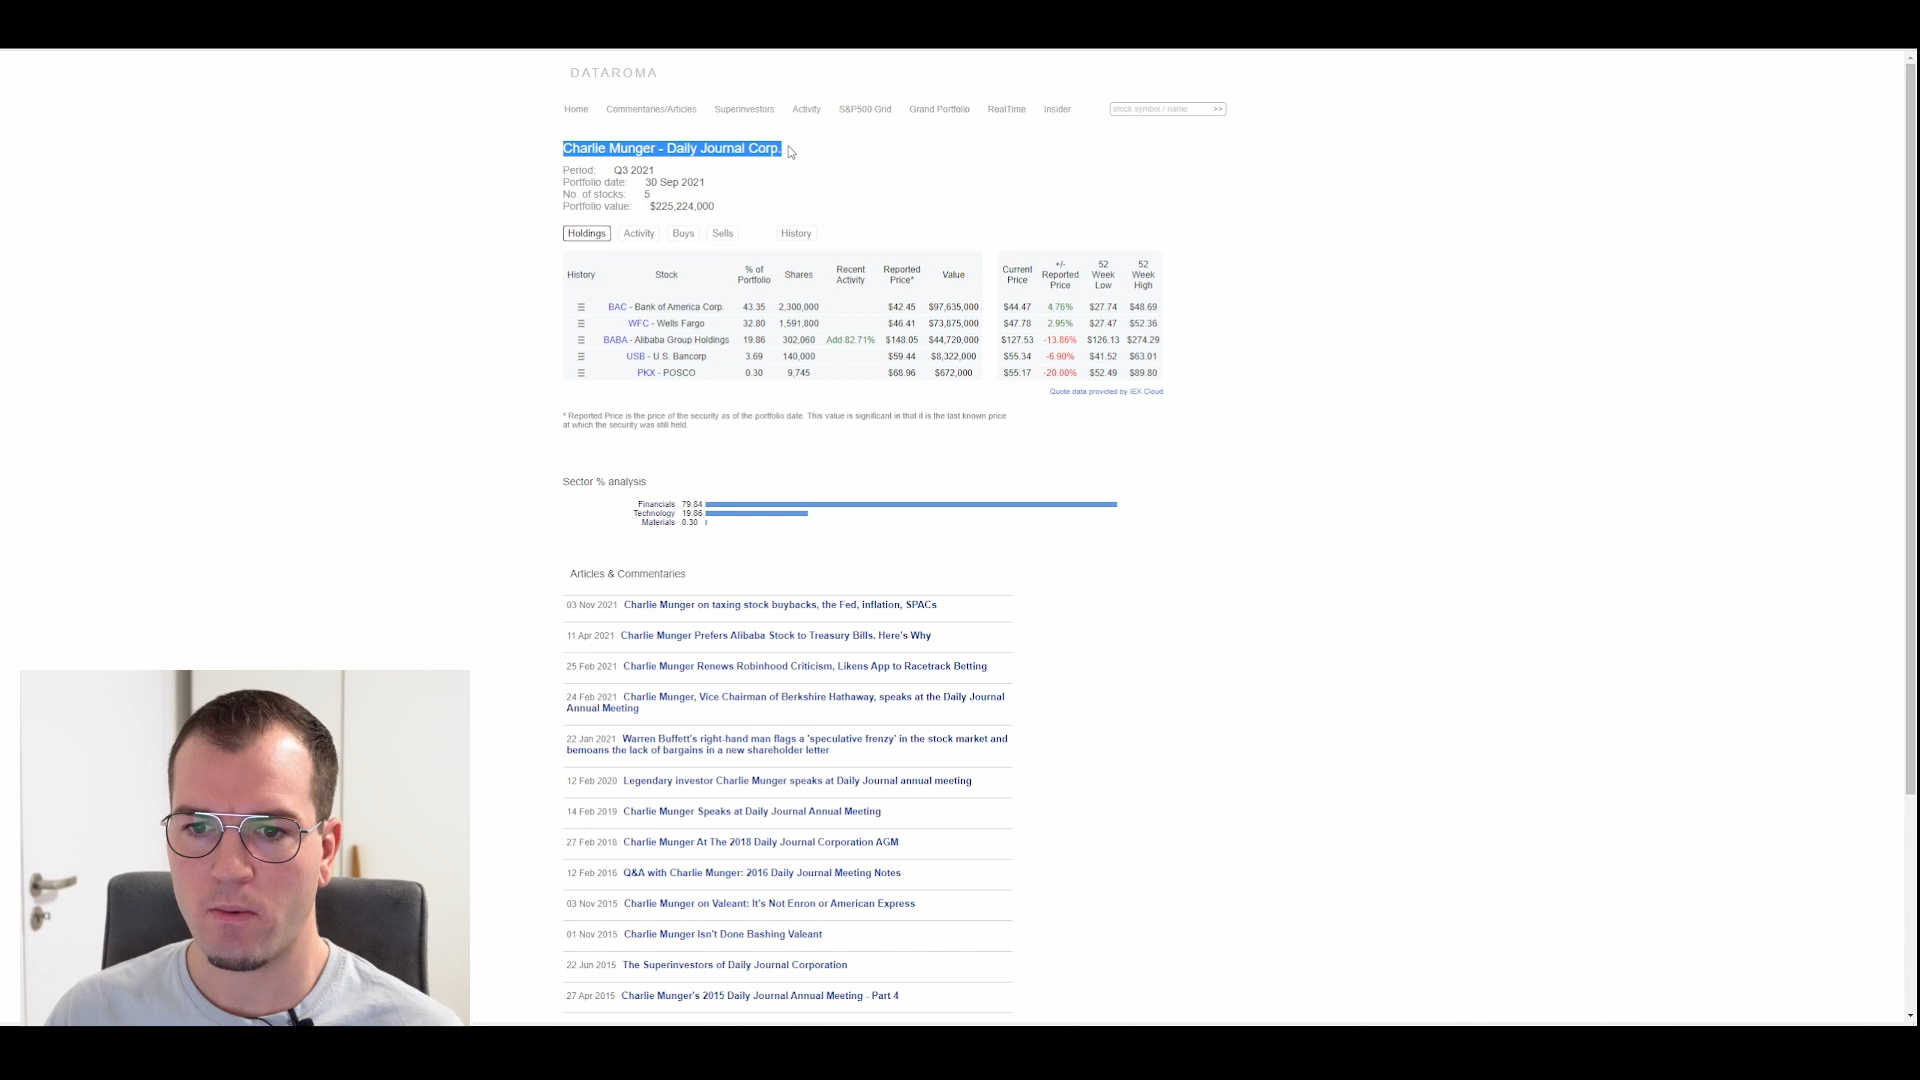 DATAROMA
Home Commentaries/Articles Superinvestors Activity S&P500 Grid Grand Portfolio RealTime Insider stock symbol / name >>
Charlie Munger - Daily Journal Corp.
Period: Q3 2021
Portfolio date: 30 Sep 2021
No. of stocks: 5
Portfolio value: $225,224,000
Holdings Activity Buys Sells History
History Stock % of Portfolio Shares Recent Activity Reported Price* Value Current Price +/- Reported Price 52 Week Low 52 Week High
BAC - Bank of America Corp. 43.35 2,300,000 $42.45 $97,635,000 $44.47 4.76% $27.74 $48.69
WFC - Wells Fargo 32.80 1,591,800 $46.41 $73,875,000 $47.78 2.95% $27.47 $52.36
BABA - Alibaba Group Holdings 19.86 302,060 Add 82.71% $148.05 $44,720,000 $127.53 -13.86% $126.13 $274.29
USB - U.S. Bancorp 3.69 140,000 $59.44 $8,322,000 $55.34 -6.90% $41.52 $63.01
PKX - POSCO 0.30 9,745 $68.96 $672,000 $55.17 -20.00% $52.49 $89.80
Quote data provided by IEX Cloud
* Reported Price is the price of the security as of the portfolio date. This value is significant in that it is the last known price
at which the security was still held.
Sector % analysis
Financials 79.84
Technology 19.86
Materials 0.30
Articles & Commentaries
03 Nov 2021 Charlie Munger on taxing stock buybacks, the Fed, inflation, SPACs
11 Apr 2021 Charlie Munger Prefers Alibaba Stock to Treasury Bills. Here's Why
25 Feb 2021 Charlie Munger Renews Robinhood Criticism, Likens App to Racetrack Betting
24 Feb 2021 Charlie Munger, Vice Chairman of Berkshire Hathaway, speaks at the Daily Journal
Annual Meeting
22 Jan 2021 Warren Buffett's right-hand man flags a 'speculative frenzy' in the stock market and
bemoans the lack of bargains in a new shareholder letter
12 Feb 2020 Legendary investor Charlie Munger speaks at Daily Journal annual meeting
14 Feb 2019 Charlie Munger Speaks at Daily Journal Annual Meeting
27 Feb 2018 Charlie Munger At The 2018 Daily Journal Corporation AGM
12 Feb 2016 Q&A with Charlie Munger: 2016 Daily Journal Meeting Notes
03 Nov 2015 Charlie Munger on Valeant: It's Not Enron or American Express
01 Nov 2015 Charlie Munger Isn't Done Bashing Valeant
22 Jun 2015 The Superinvestors of Daily Journal Corporation
27 Apr 2015 Charlie Munger's 2015 Daily Journal Annual Meeting - Part 4